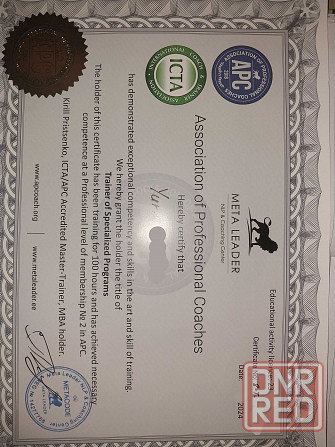 META LEADER
NLP & Coaching Center
Educational activity
2024
ASSOCIATION OF PROFESSIONAL COACHES
APC
INTERNATIONAL COACH & TRAINER ASSOCIATION
ICTA
Association of Professional Coaches
Hereby certify that
Yur
has demonstrated exceptional competency and skills in the art and skill of training.
We hereby grant the holder the title of
Trainer of Specialized Programs
The holder of this certificate has been training for 100 hours and has achieved necessary
competence at a Professional level of membership № 2 in APC.
Kirill Pristsenko, ICTA/APC Accredited Master-Trainer, MBA holder.
www.apcoach.org | www.metaleader.ee
METACODE
INR
RED